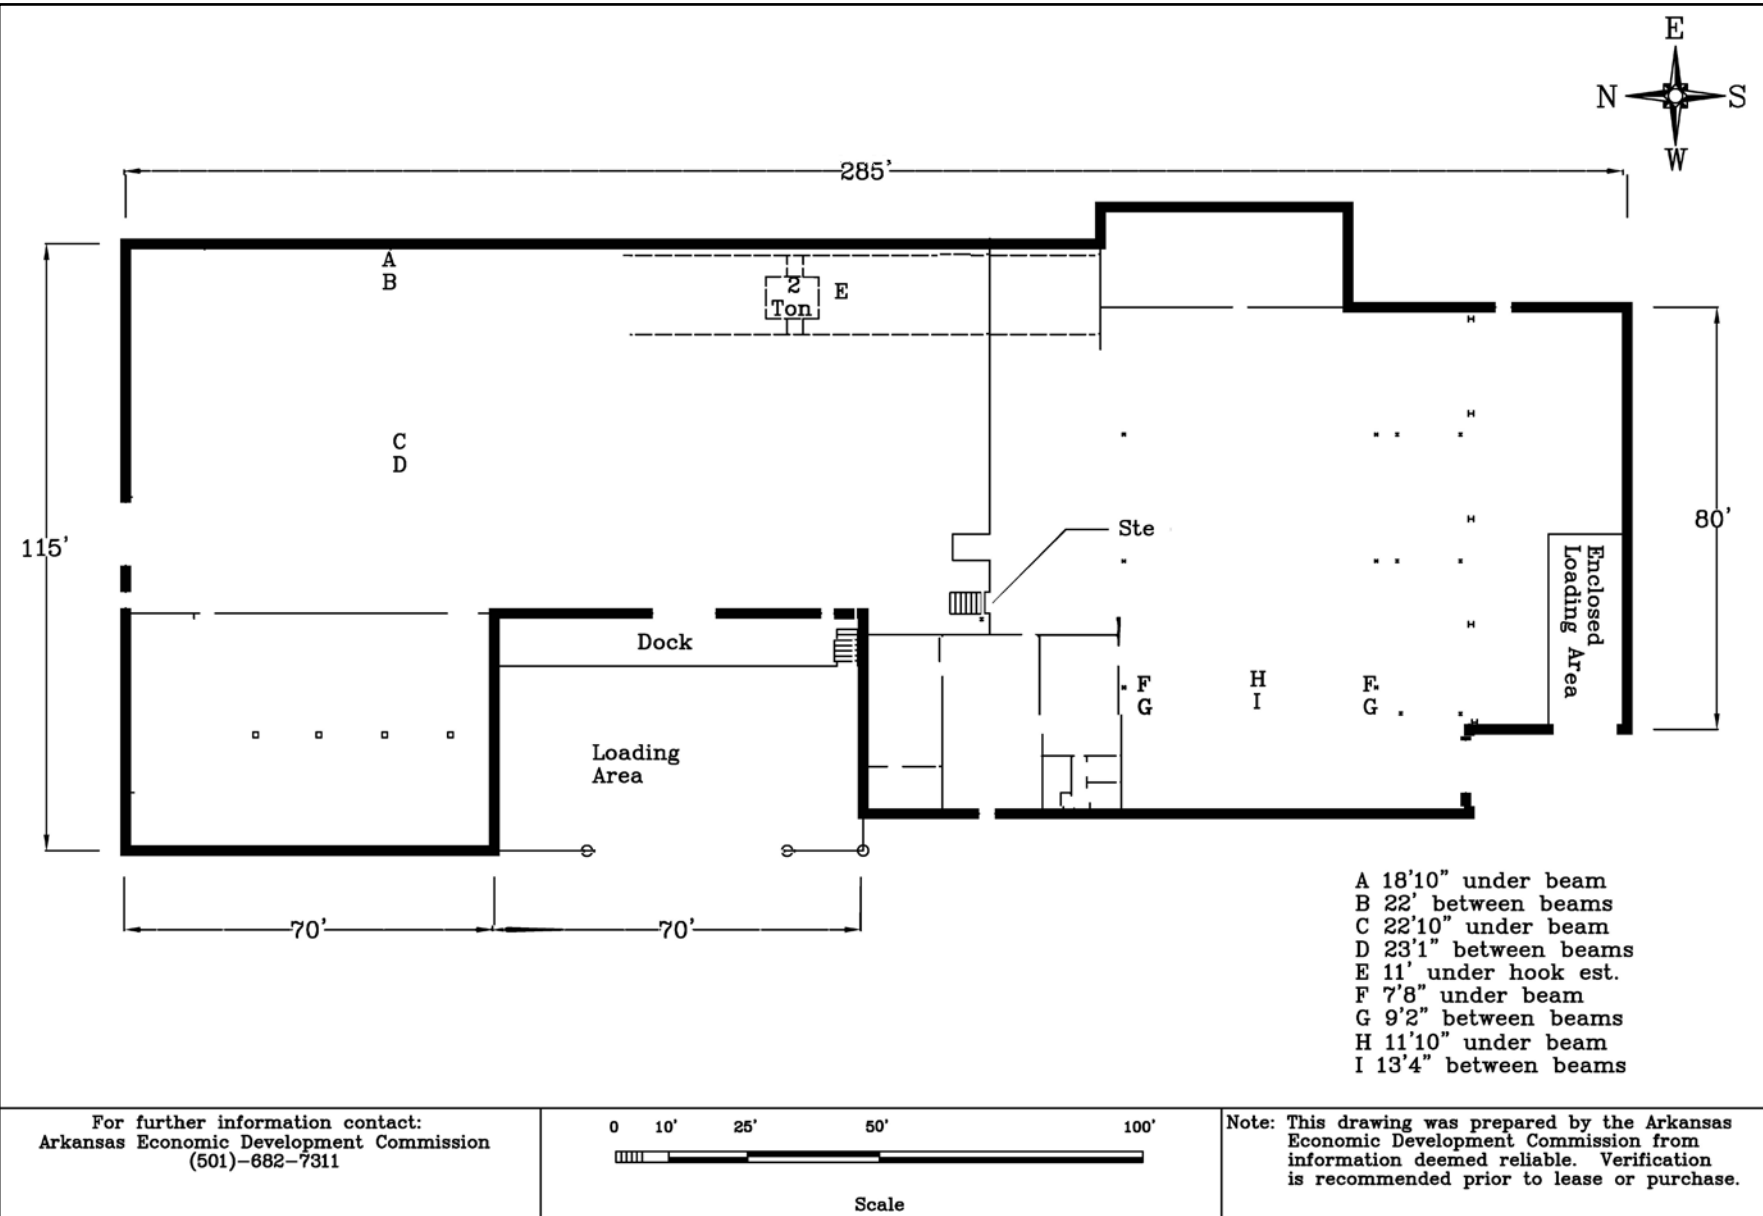 E
N S
W
285'
A
B
2
Ton
E
C
D
115'
80'
Ste
Enclosed
Loading Area
Dock
F
G
H
I
F
G
Loading
Area
70'
70'
A 18'10" under beam
B 22' between beams
C 22'10" under beam
D 23'1" between beams
E 11' under hook est.
F 7'8" under beam
G 9'2" between beams
H 11'10" under beam
I 13'4" between beams
For further information contact:
Arkansas Economic Development Commission
(501)-682-7311
0 10' 25' 50' 100'
Scale
Note: This drawing was prepared by the Arkansas
Economic Development Commission from
information deemed reliable. Verification
is recommended prior to lease or purchase.